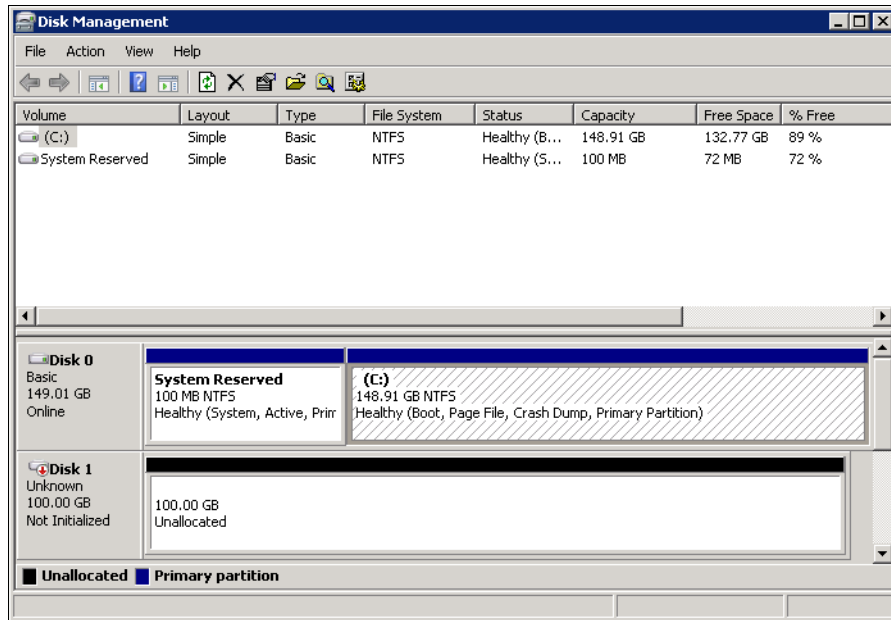 Disk Management
File Action View Help
Volume Layout Type File System Status Capacity Free Space % Free
(C:) Simple Basic NTFS Healthy (B... 148.91 GB 132.77 GB 89 %
System Reserved Simple Basic NTFS Healthy (S... 100 MB 72 MB 72 %
Disk 0
Basic
149.01 GB
Online
System Reserved
100 MB NTFS
Healthy (System, Active, Prim
(C:)
148.91 GB NTFS
Healthy (Boot, Page File, Crash Dump, Primary Partition)
Disk 1
Unknown
100.00 GB
Not Initialized
100.00 GB
Unallocated
Unallocated Primary partition